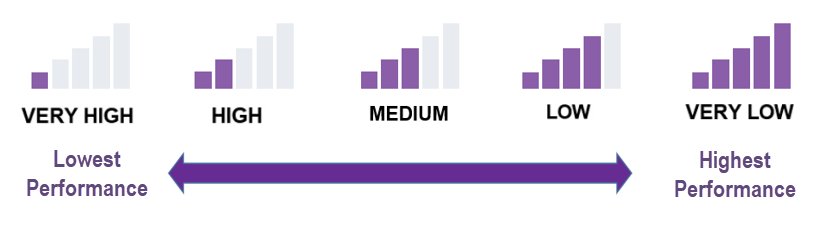 VERY HIGH
HIGH
MEDIUM
LOW
VERY LOW
Lowest
Performance
Highest
Performance